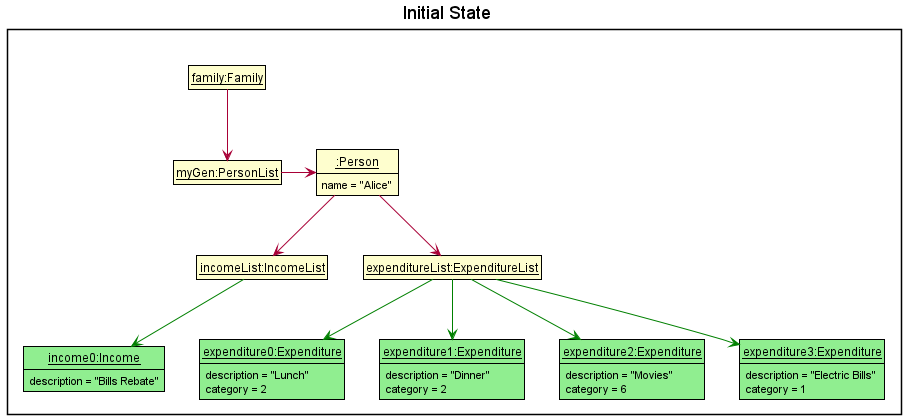 Initial State
family:Family
myGen:PersonList
:Person
name = "Alice"
incomeList:IncomeList
expenditureList:ExpenditureList
income0:Income
description = "Bills Rebate"
expenditure0:Expenditure
description = "Lunch"
category = 2
expenditure1:Expenditure
description = "Dinner"
category = 2
expenditure2:Expenditure
description = "Movies"
category = 6
expenditure3:Expenditure
description = "Electric Bills"
category = 1